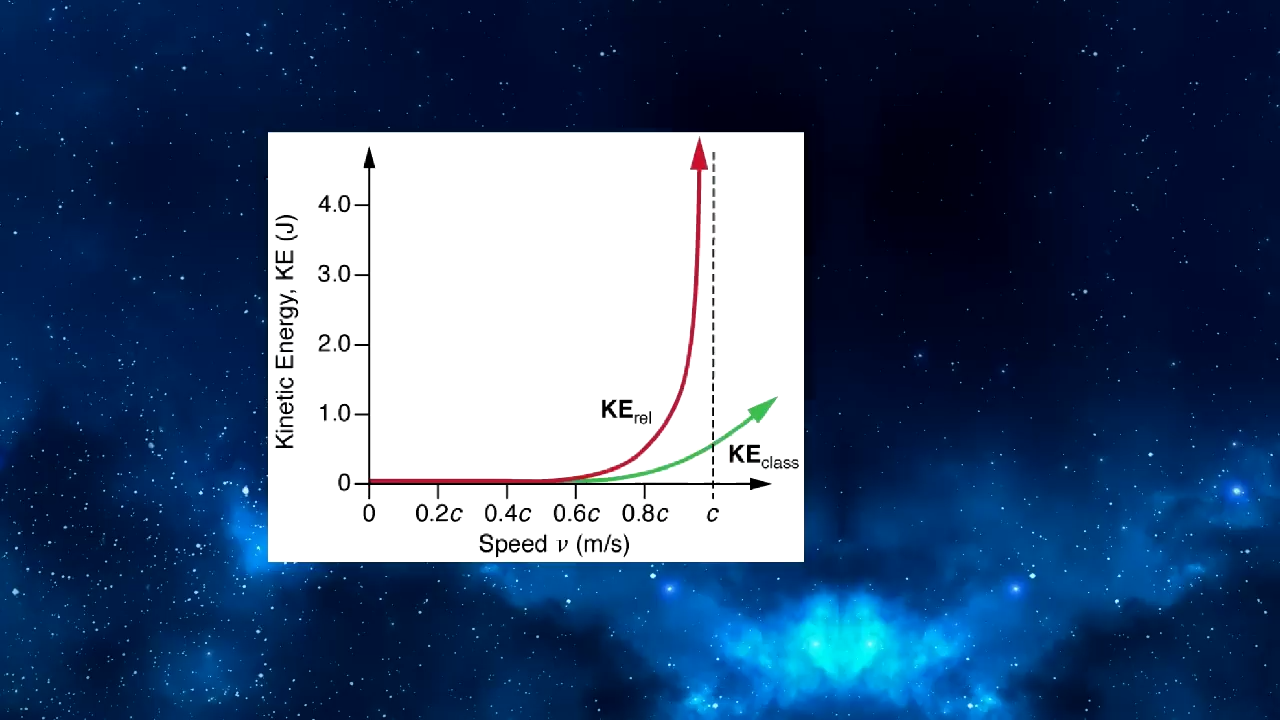 4.0
3.0
2.0
1.0
0
Kinetic Energy, KE (J)
KErel
KEclass
0 0.2c 0.4c 0.6c 0.8c c
Speed v (m/s)